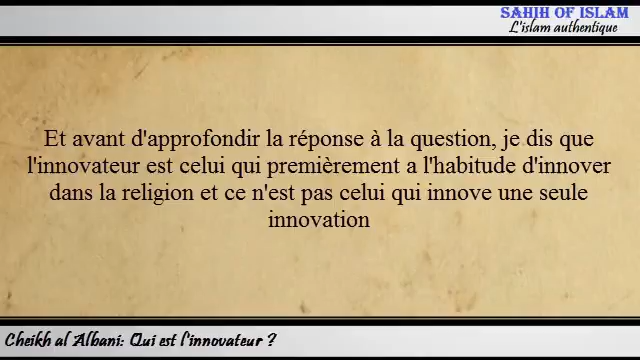 SAHIH OF ISLAM
L'islam authentique
Et avant d'approfondir la réponse à la question, je dis que
l'innovateur est celui qui premièrement a l'habitude d'innover
dans la religion et ce n'est pas celui qui innove une seule
innovation
Cheikh al Albani: Qui est l'innovateur ?